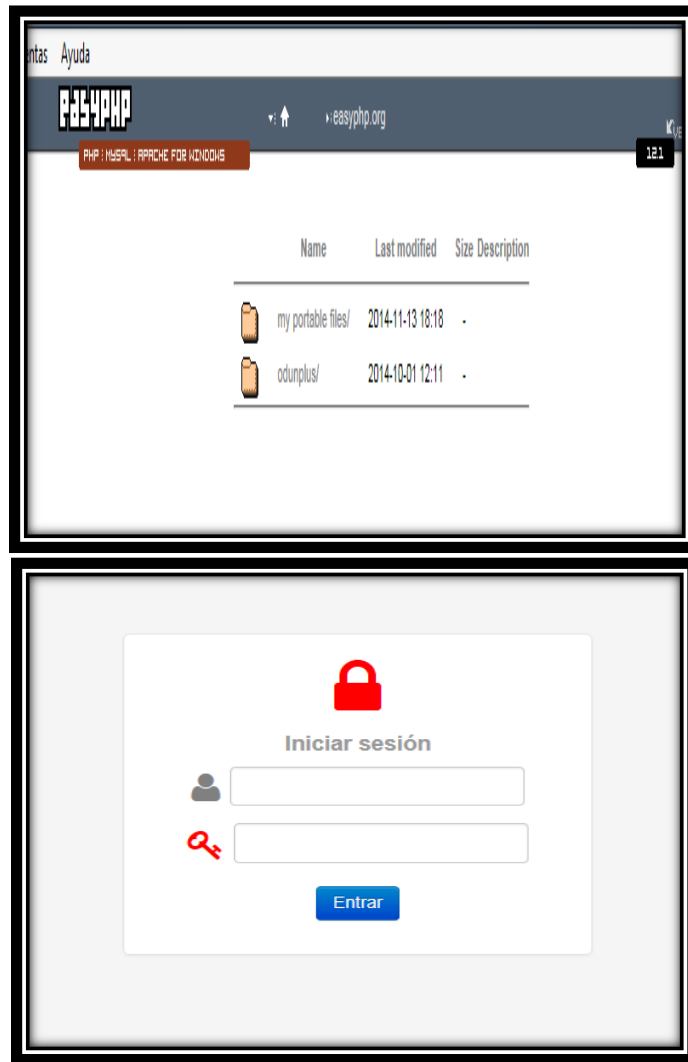 ntas Ayuda
easyphp easyphp.org
PHP : MYSQL : APACHE FOR WINDOWS 12.1
Name Last modified Size Description
my portable files/ 2014-11-13 18:18 -
odunplus/ 2014-10-01 12:11 -
Iniciar sesión
Entrar